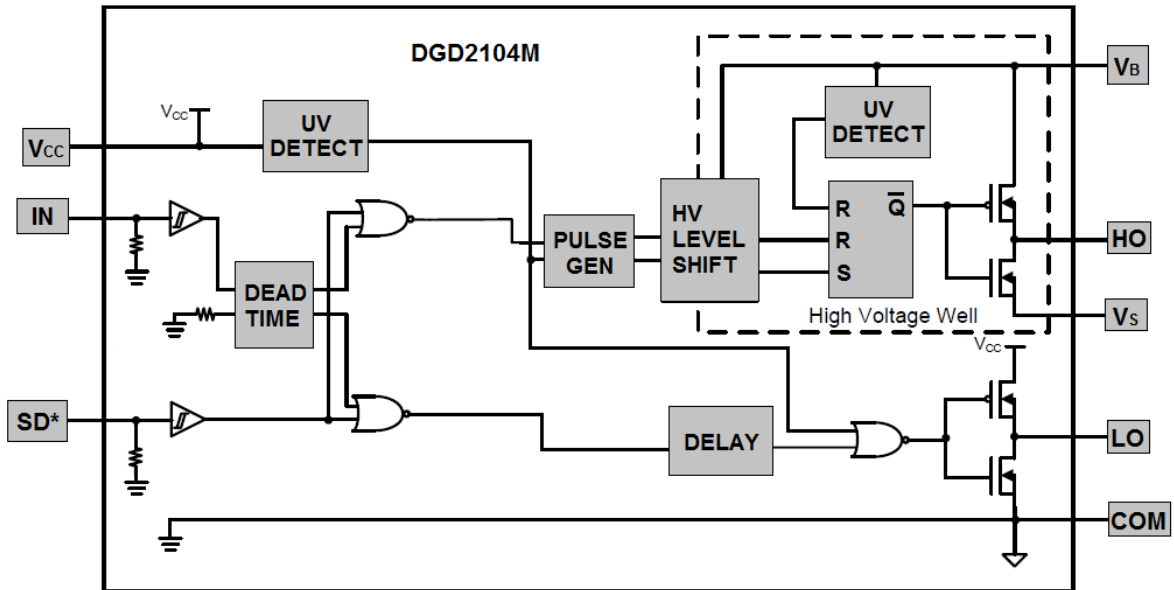 DGD2104M
VB
VCC
UV
DETECT
UV
DETECT
VCC
IN
HV
LEVEL
SHIFT
R
Q̅
R
S
PULSE
GEN
HO
DEAD
TIME
High Voltage Well
VS
VCC
SD*
DELAY
LO
COM